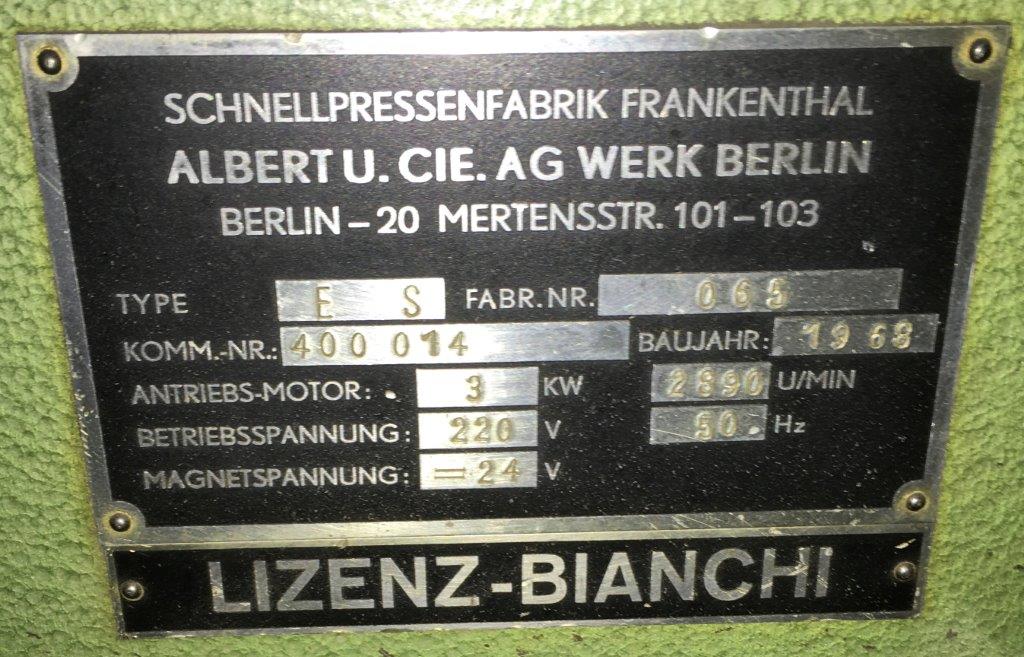 SCHNELLPRESSENFABRIK FRANKENTHAL
ALBERT U. CIE. AG WERK BERLIN
BERLIN – 20 MERTENSSTR. 101 – 103
TYPE E S FABR. NR. 065
KOMM.-NR.: 400 014 BAUJAHR: 1968
ANTRIEBS-MOTOR: 3 KW 2890 U/MIN
BETRIEBSSPANNUNG: 220 V 50. Hz
MAGNETSPANNUNG: =24 V
LIZENZ-BIANCHI